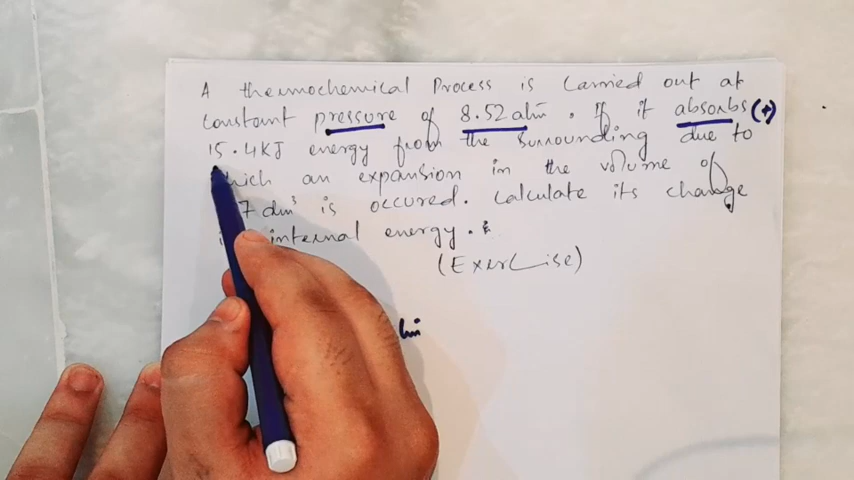 A thermochemical Process is Carried out at
constant pressure of 8.52 atm. If it absorbs (+)
15.4KJ energy from the surrounding due to
which an expansion in the volume of
7 dm³ is occured. Calculate its change
internal energy.
(Exercise)